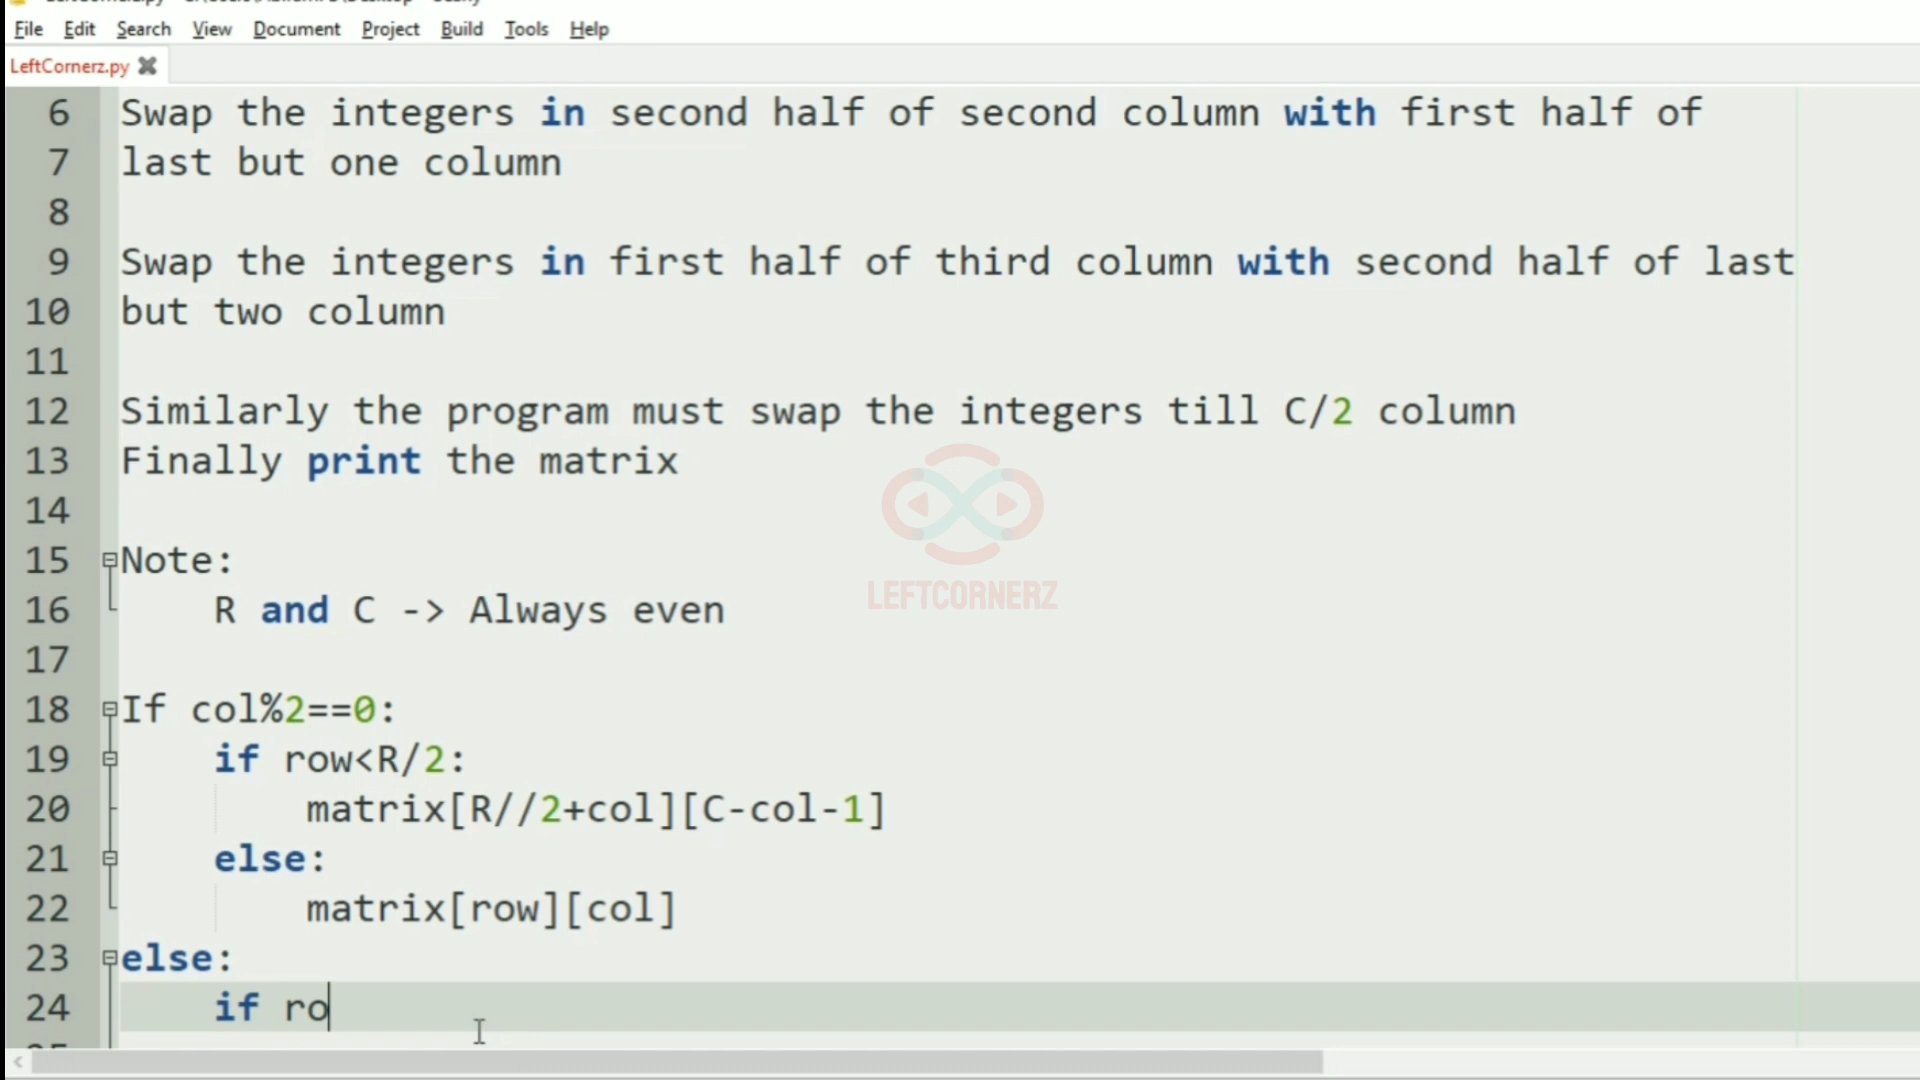 File Edit Search View Document Project Build Tools Help
LeftCornerz.py
6 Swap the integers in second half of second column with first half of
7 last but one column
8
9 Swap the integers in first half of third column with second half of last
10 but two column
11
12 Similarly the program must swap the integers till C/2 column
13 Finally print the matrix
14
15 Note:
16 R and C -> Always even
17
18 If col%2==0:
19 if row<R/2:
20 matrix[R//2+col][C-col-1]
21 else:
22 matrix[row][col]
23 else:
24 if ro
LEFTCORNERZ